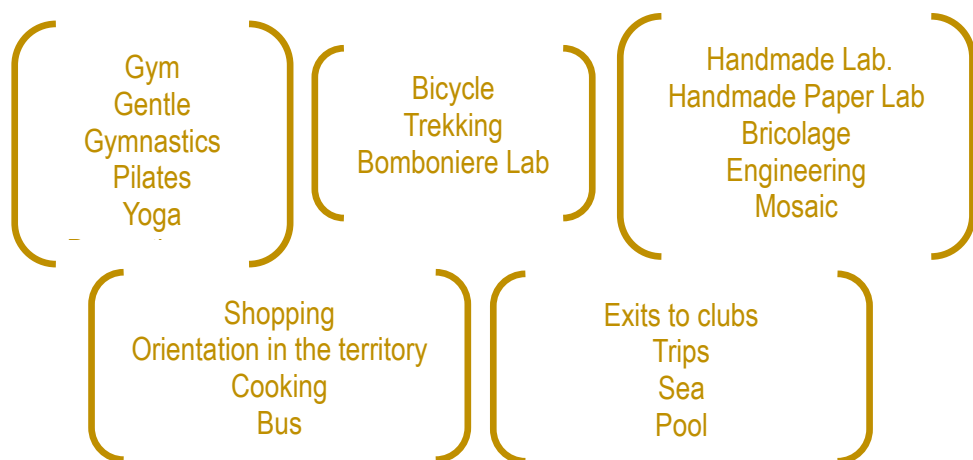 Gym
Gentle
Gymnastics
Pilates
Yoga
Bicycle
Trekking
Bomboniere Lab
Handmade Lab.
Handmade Paper Lab
Bricolage
Engineering
Mosaic
Shopping
Orientation in the territory
Cooking
Bus
Exits to clubs
Trips
Sea
Pool